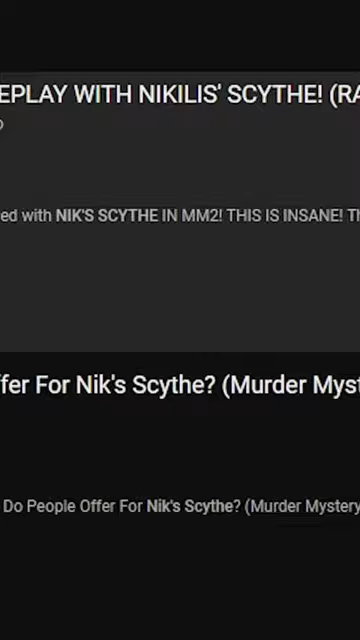 EPLAY WITH NIKILIS' SCYTHE! (RA
ed with NIK'S SCYTHE IN MM2! THIS IS INSANE! Th
ffer For Nik's Scythe? (Murder Myst
Do People Offer For Nik's Scythe? (Murder Mystery